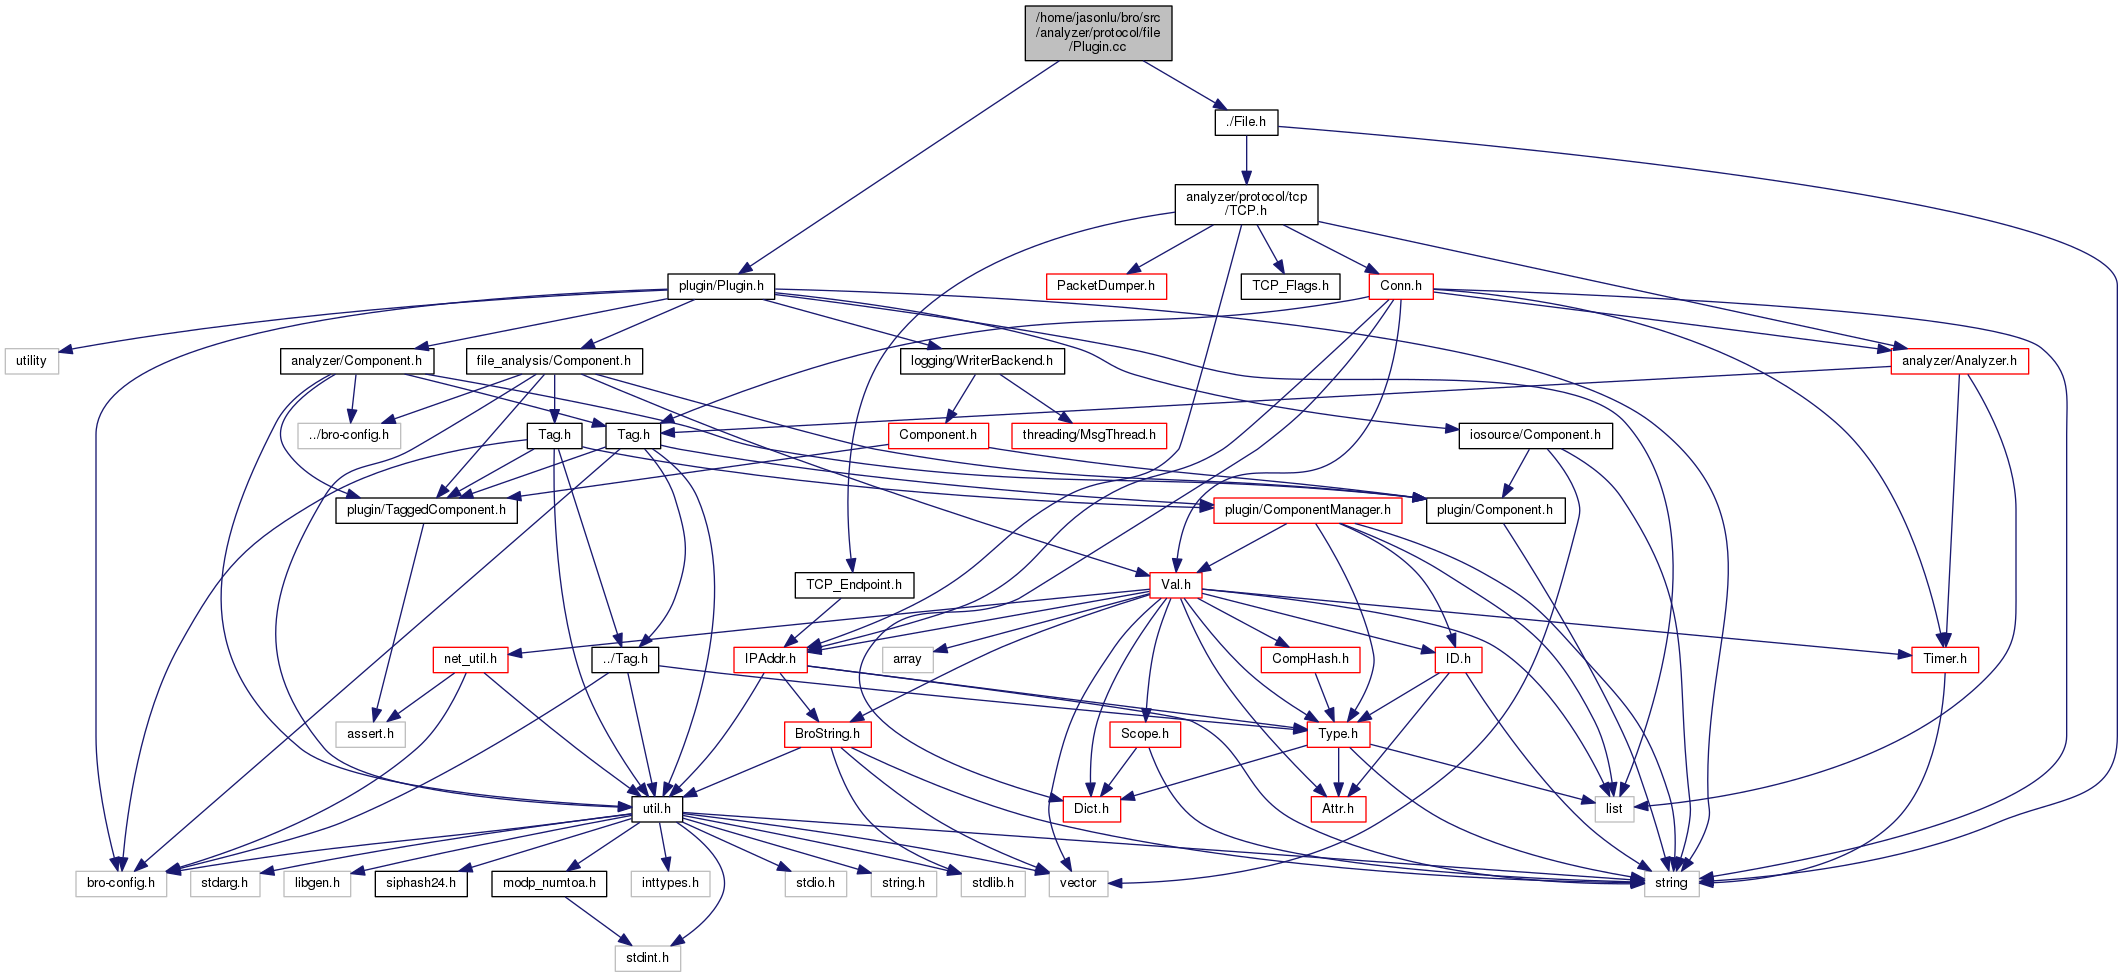 /home/jasonlu/bro/src
/analyzer/protocol/file
/Plugin.cc
./File.h
analyzer/protocol/tcp
/TCP.h
plugin/Plugin.h
PacketDumper.h
TCP_Flags.h
Conn.h
utility
analyzer/Component.h
file_analysis/Component.h
logging/WriterBackend.h
analyzer/Analyzer.h
../bro-config.h
Tag.h
Tag.h
Component.h
threading/MsgThread.h
iosource/Component.h
plugin/TaggedComponent.h
plugin/ComponentManager.h
plugin/Component.h
TCP_Endpoint.h
Val.h
net_util.h
../Tag.h
IPAddr.h
array
CompHash.h
ID.h
Timer.h
assert.h
BroString.h
Scope.h
Type.h
util.h
Dict.h
Attr.h
list
bro-config.h
stdarg.h
libgen.h
siphash24.h
modp_numtoa.h
inttypes.h
stdio.h
string.h
stdlib.h
vector
string
stdint.h